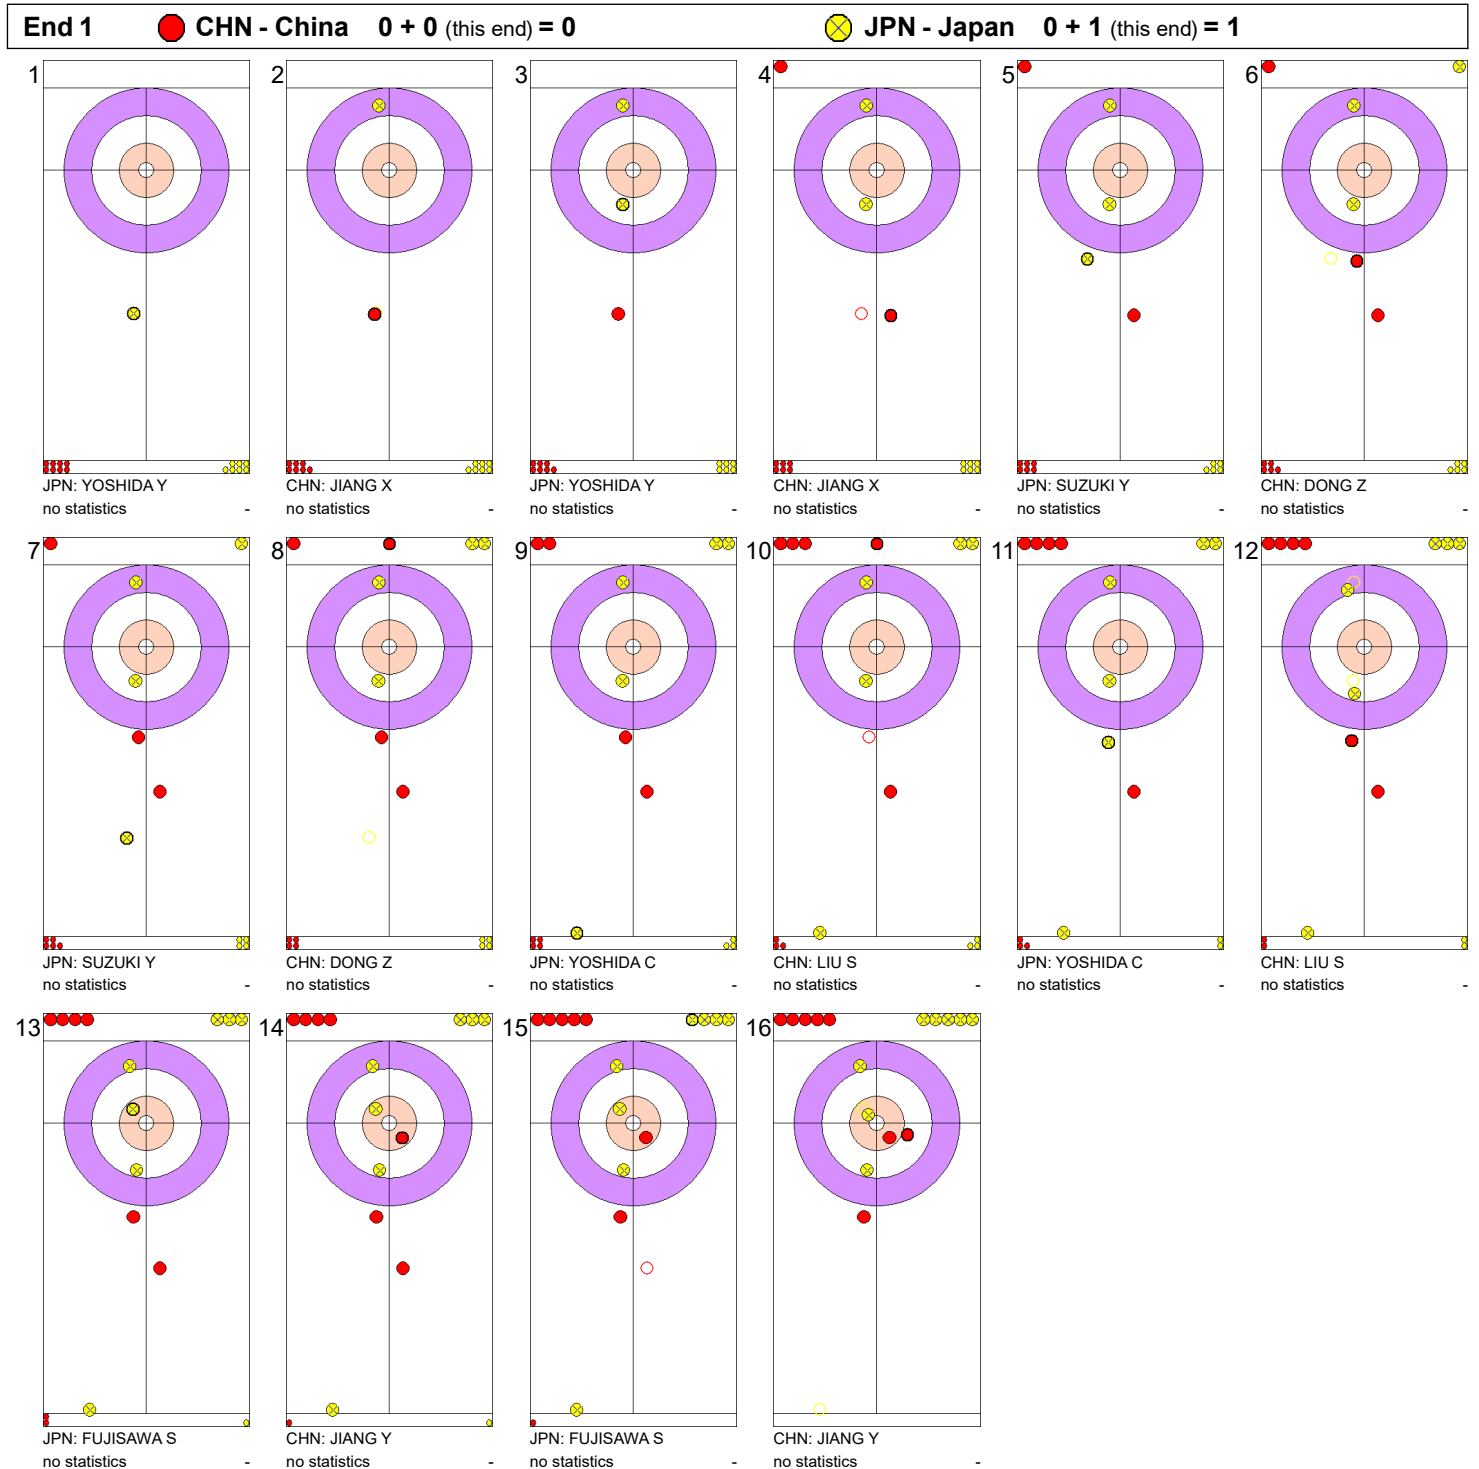 End 1 CHN - China 0 + 0 (this end) = 0 JPN - Japan 0 + 1 (this end) = 1
1 2 3 4 5 6
JPN: YOSHIDA Y CHN: JIANG X JPN: YOSHIDA Y CHN: JIANG X JPN: SUZUKI Y CHN: DONG Z
no statistics - no statistics - no statistics - no statistics - no statistics - no statistics -
7 8 9 10 11 12
JPN: SUZUKI Y CHN: DONG Z JPN: YOSHIDA C CHN: LIU S JPN: YOSHIDA C CHN: LIU S
no statistics - no statistics - no statistics - no statistics - no statistics - no statistics -
13 14 15 16
JPN: FUJISAWA S CHN: JIANG Y JPN: FUJISAWA S CHN: JIANG Y
no statistics - no statistics - no statistics - no statistics -